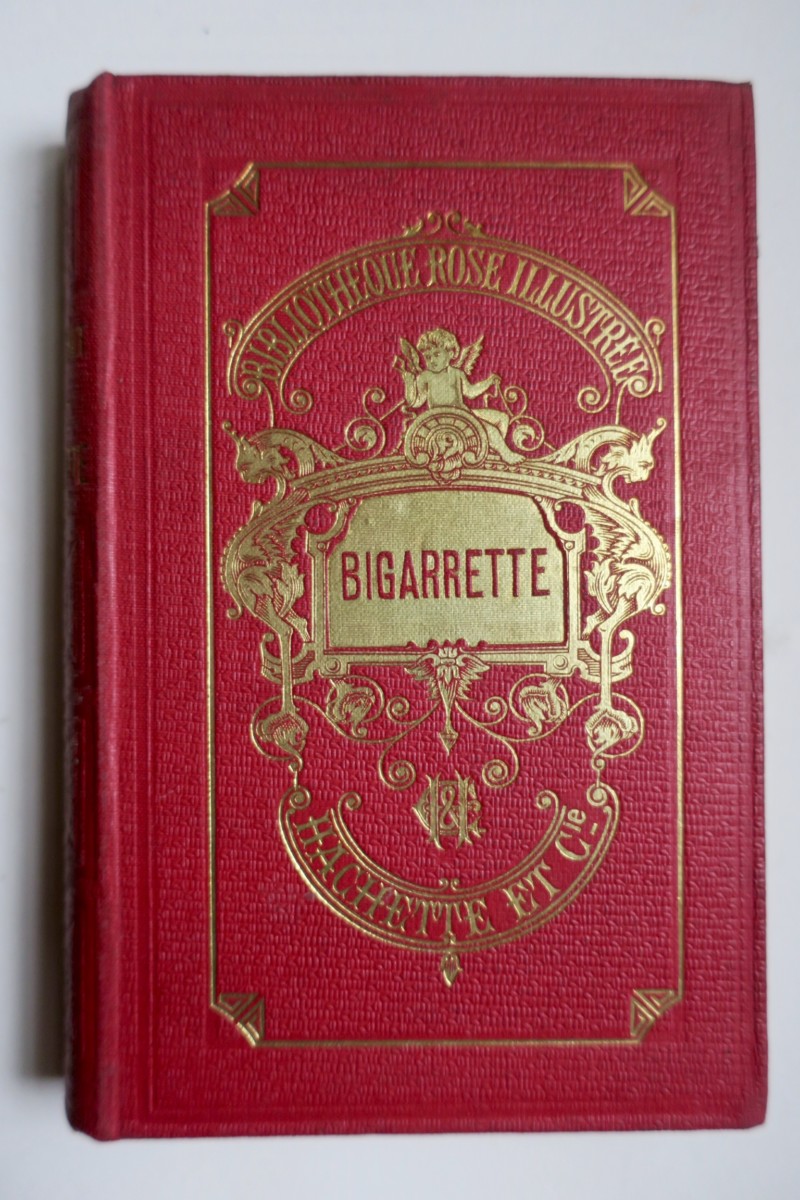 BIBLIOTHÈQUE ROSE ILLUSTRÉE
BIGARRETTE
H&C
HACHETTE ET Cie